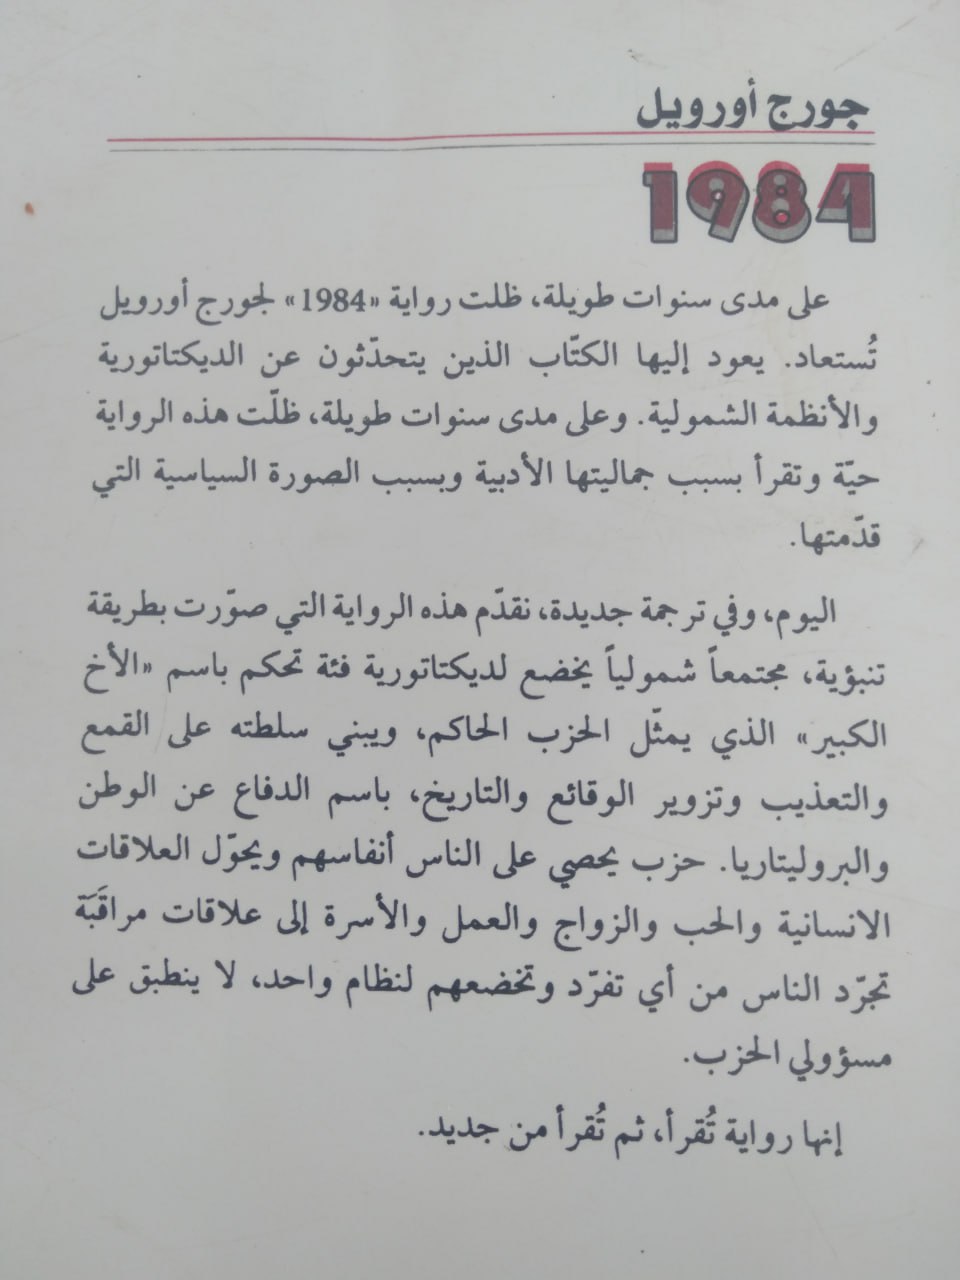 جورج أورويل
1984
على مدى سنوات طويلة، ظلت رواية «1984» لجورج أورويل
تُستعاد. يعود إليها الكتّاب الذين يتحدّثون عن الديكتاتورية
والأنظمة الشمولية. وعلى مدى سنوات طويلة، ظلّت هذه الرواية
حيّة وتقرأ بسبب جماليتها الأدبية وبسبب الصورة السياسية التي
قدّمتها.
اليوم، وفي ترجمة جديدة، نقدّم هذه الرواية التي صوّرت بطريقة
تنبؤية، مجتمعاً شمولياً يخضع لديكتاتورية فئة تحكم باسم «الأخ
الكبير» الذي يمثّل الحزب الحاكم، ويبني سلطته على القمع
والتعذيب وتزوير الوقائع والتاريخ، باسم الدفاع عن الوطن
والبروليتاريا. حزب يحصي على الناس أنفاسهم ويحوّل العلاقات
الانسانية والحب والزواج والعمل والأسرة إلى علاقات مراقَبَة
تجرّد الناس من أي تفرّد وتخضعهم لنظام واحد، لا ينطبق على
مسؤولي الحزب.
إنها رواية تُقرأ، ثم تُقرأ من جديد.